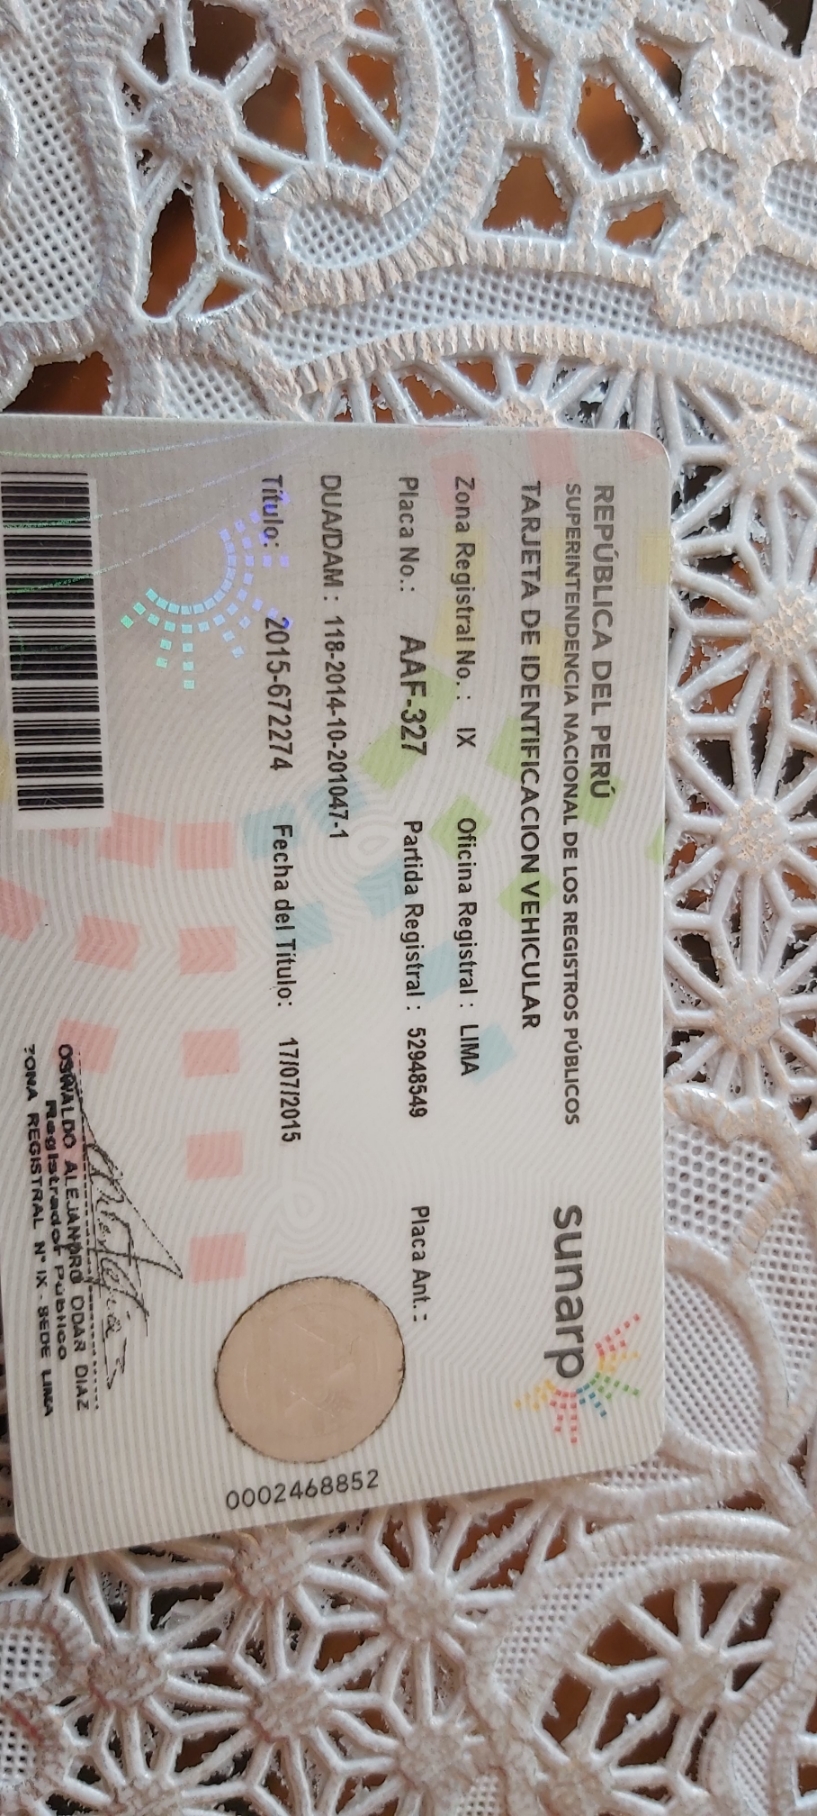 REPÚBLICA DEL PERÚ
SUPERINTENDENCIA NACIONAL DE LOS REGISTROS PÚBLICOS
sunarp
TARJETA DE IDENTIFICACION VEHICULAR
Zona Registral No. : IX Oficina Registral : LIMA
Placa No.: AAF-327 Partida Registral : 52948549 Placa Ant. :
DUA/DAM : 118-2014-10-201047-1
Título: 2015-672274 Fecha del Título: 17/07/2015
0002468852
OSWALDO ALEJANDRO ODAR DIAZ
Registrador Público
ZONA REGISTRAL N° IX - SEDE LIMA